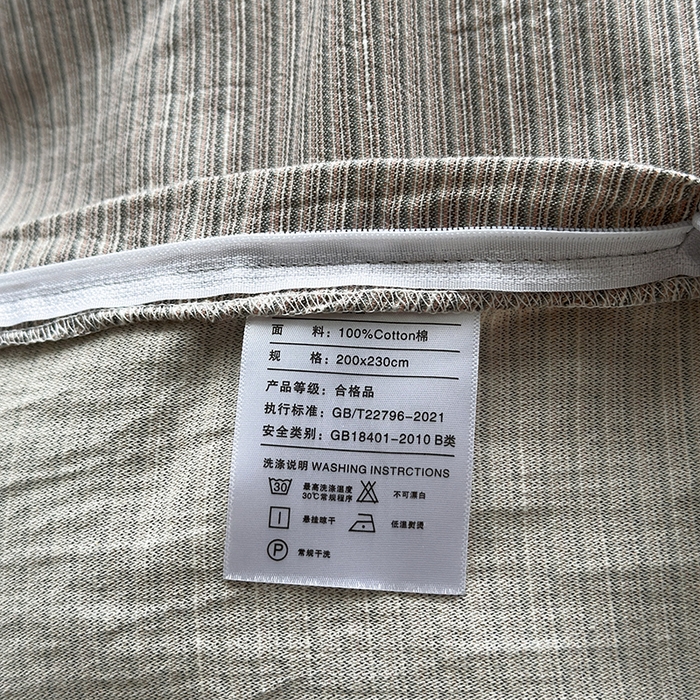 面 料：100%Cotton棉
规 格：200x230cm
产品等级：合格品
执行标准：GB/T22796-2021
安全类别：GB18401-2010 B类
洗涤说明 WASHING INSTRCTIONS
30 最高洗涤温度 不可漂白
30℃常规程序
悬挂晾干 低温熨烫
P 常规干洗